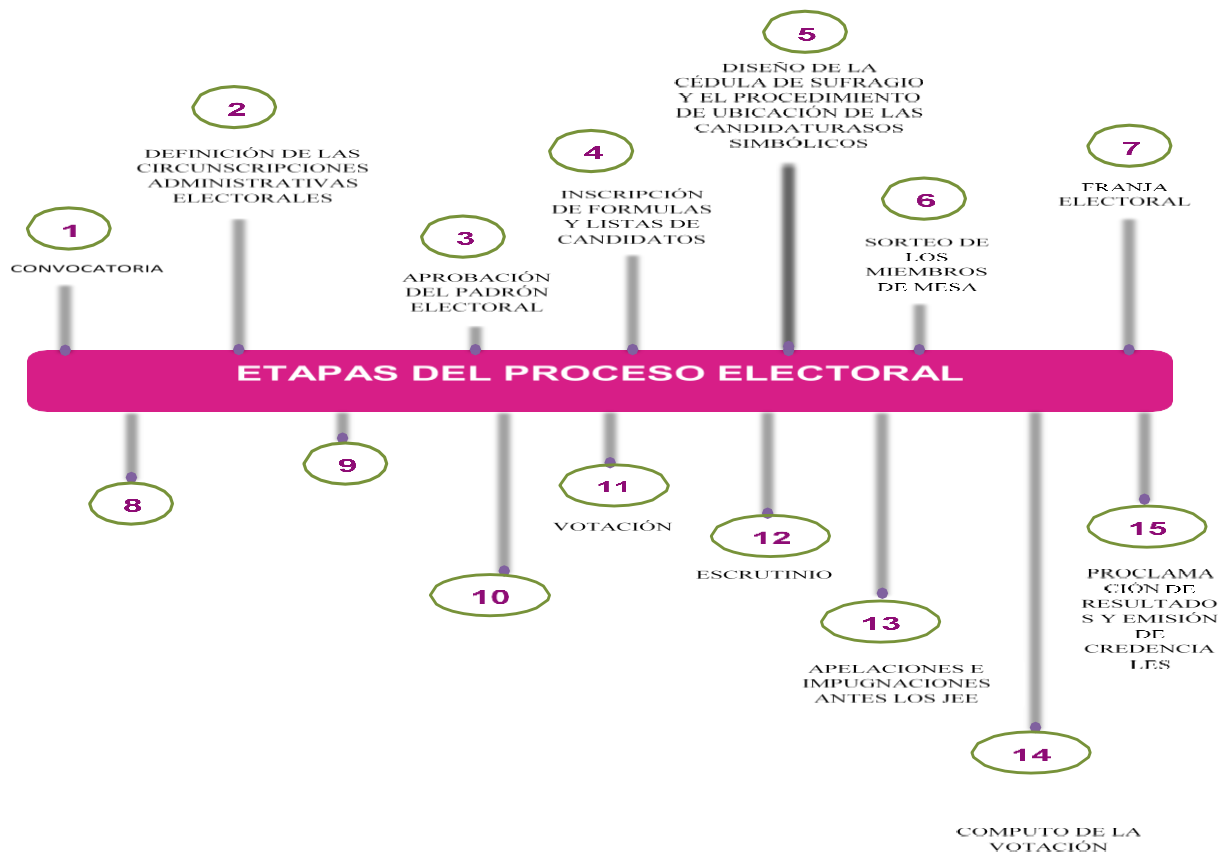 1
CONVOCATORIA
2
DEFINICIÓN DE LAS
CIRCUNSCRIPCIONES
ADMINISTRATIVAS
ELECTORALES
3
APROBACIÓN
DEL PADRÓN
ELECTORAL
4
INSCRIPCIÓN
DE FORMULAS
Y LISTAS DE
CANDIDATOS
5
DISEÑO DE LA
CÉDULA DE SUFRAGIO
Y EL PROCEDIMIENTO
DE UBICACIÓN DE LAS
CANDIDATURASOS
SIMBÓLICOS
6
SORTEO DE
LOS
MIEMBROS
DE MESA
7
FRANJA
ELECTORAL
ETAPAS DEL PROCESO ELECTORAL
8
9
10
11
VOTACIÓN
12
ESCRUTINIO
13
APELACIONES E
IMPUGNACIONES
ANTES LOS JEE
14
COMPUTO DE LA
VOTACIÓN
15
PROCLAMA
CIÓN DE
RESULTADO
S Y EMISIÓN
DE
CREDENCIA
LES